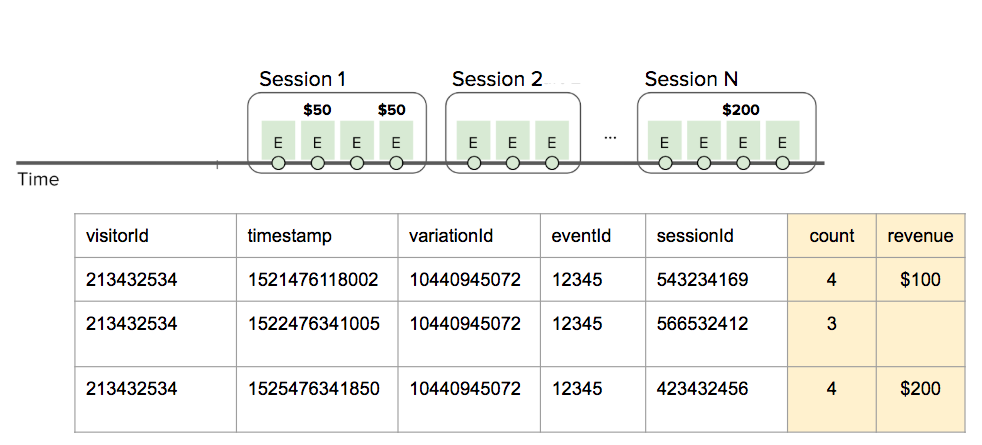 Session 1 Session 2 Session N
$50 $50 $200
E E E E E E E ... E E E E
Time
visitorId timestamp variationId eventId sessionId count revenue
213432534 1521476118002 10440945072 12345 543234169 4 $100
213432534 1522476341005 10440945072 12345 566532412 3
213432534 1525476341850 10440945072 12345 423432456 4 $200